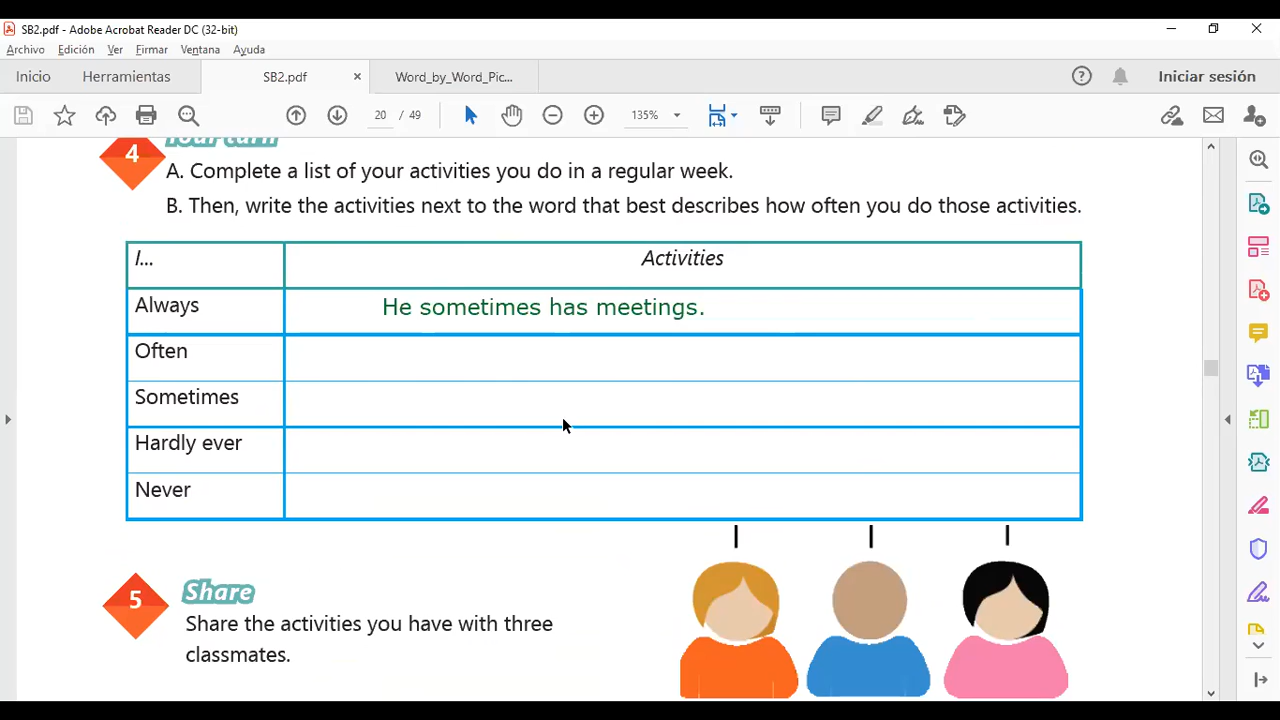 SB2.pdf - Adobe Acrobat Reader DC (32-bit)
Archivo Edición Ver Firmar Ventana Ayuda
Inicio Herramientas SB2.pdf Word_by_Word_Pic... Iniciar sesión
20 / 49 135%
4 Your turn
A. Complete a list of your activities you do in a regular week.
B. Then, write the activities next to the word that best describes how often you do those activities.
I... Activities
Always He sometimes has meetings.
Often
Sometimes
Hardly ever
Never
5 Share
Share the activities you have with three
classmates.